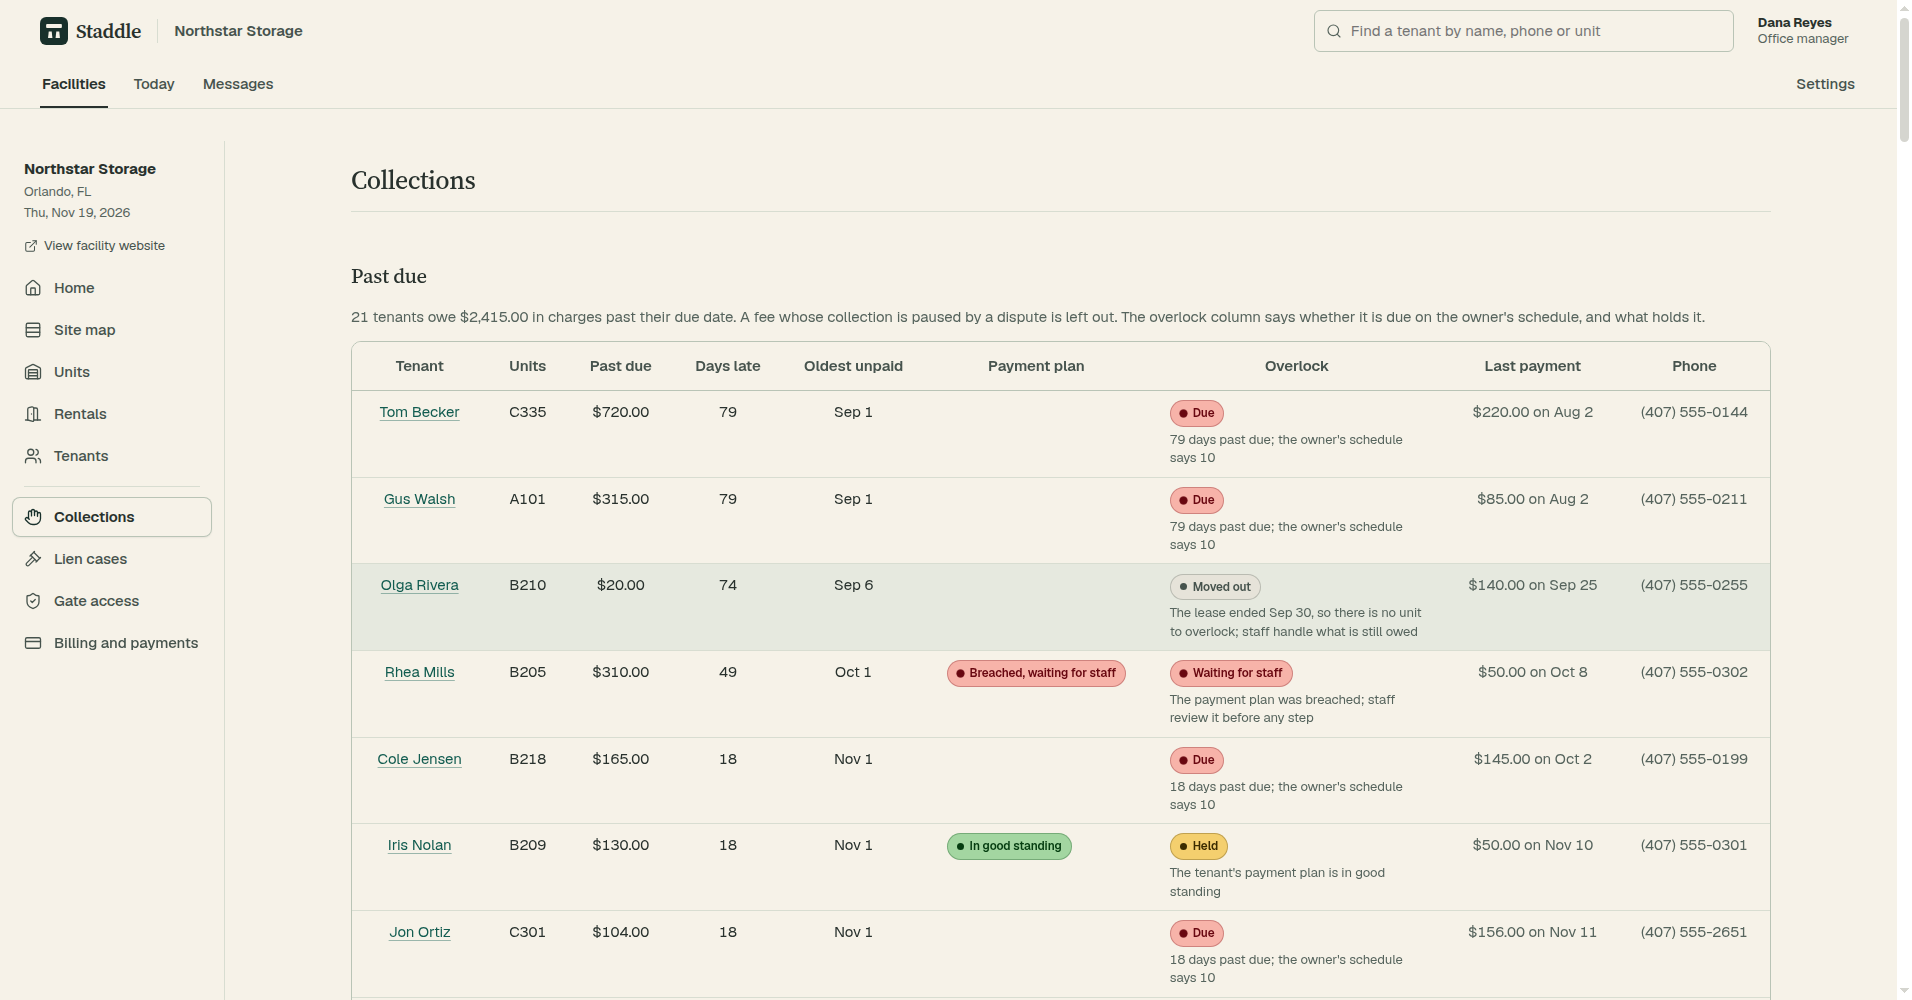 Staddle
Northstar Storage
Find a tenant by name, phone or unit
Dana Reyes
Office manager
Facilities
Today
Messages
Settings
Northstar Storage
Orlando, FL
Thu, Nov 19, 2026
View facility website
Home
Site map
Units
Rentals
Tenants
Collections
Lien cases
Gate access
Billing and payments
Collections
Past due
21 tenants owe $2,415.00 in charges past their due date. A fee whose collection is paused by a dispute is left out. The overlock column says whether it is due on the owner's schedule, and what holds it.
Tenant Units Past due Days late Oldest unpaid Payment plan Overlock Last payment Phone
Tom Becker C335 $720.00 79 Sep 1 Due $220.00 on Aug 2 (407) 555-0144
79 days past due; the owner's schedule
says 10
Gus Walsh A101 $315.00 79 Sep 1 Due $85.00 on Aug 2 (407) 555-0211
79 days past due; the owner's schedule
says 10
Olga Rivera B210 $20.00 74 Sep 6 Moved out $140.00 on Sep 25 (407) 555-0255
The lease ended Sep 30, so there is no unit
to overlock; staff handle what is still owed
Rhea Mills B205 $310.00 49 Oct 1 Breached, waiting for staff Waiting for staff $50.00 on Oct 8 (407) 555-0302
The payment plan was breached; staff
review it before any step
Cole Jensen B218 $165.00 18 Nov 1 Due $145.00 on Oct 2 (407) 555-0199
18 days past due; the owner's schedule
says 10
Iris Nolan B209 $130.00 18 Nov 1 In good standing Held $50.00 on Nov 10 (407) 555-0301
The tenant's payment plan is in good
standing
Jon Ortiz C301 $104.00 18 Nov 1 Due $156.00 on Nov 11 (407) 555-2651
18 days past due; the owner's schedule
says 10